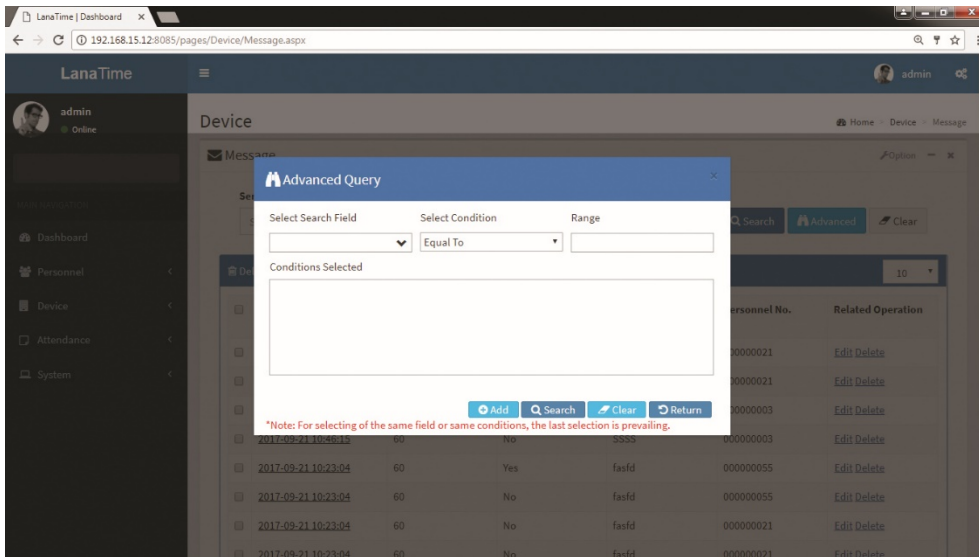 LanaTime | Dashboard
192.168.15.12:8085/pages/Device/Message.aspx
LanaTime
admin
admin
Online
Device
Home
Device
Message
Message
Option
Advanced Query
Select Search Field
Select Condition
Range
Equal To
Search
Advanced
Clear
Conditions Selected
MAIN NAVIGATION
Dashboard
Personnel
Device
Attendance
System
10
Personnel No.
Related Operation
00000021
Edit Delete
00000021
Edit Delete
00000003
Edit Delete
Add
Search
Clear
Return
*Note: For selecting of the same field or same conditions, the last selection is prevailing.
2017-09-21 10:46:15 60 No SSSS 000000003 Edit Delete
2017-09-21 10:23:04 60 Yes fasfd 000000055 Edit Delete
2017-09-21 10:23:04 60 No fasfd 000000055 Edit Delete
2017-09-21 10:23:04 60 No fasfd 000000021 Edit Delete
2017-09-21 10:23:04 60 No fasfd 000000021 Edit Delete